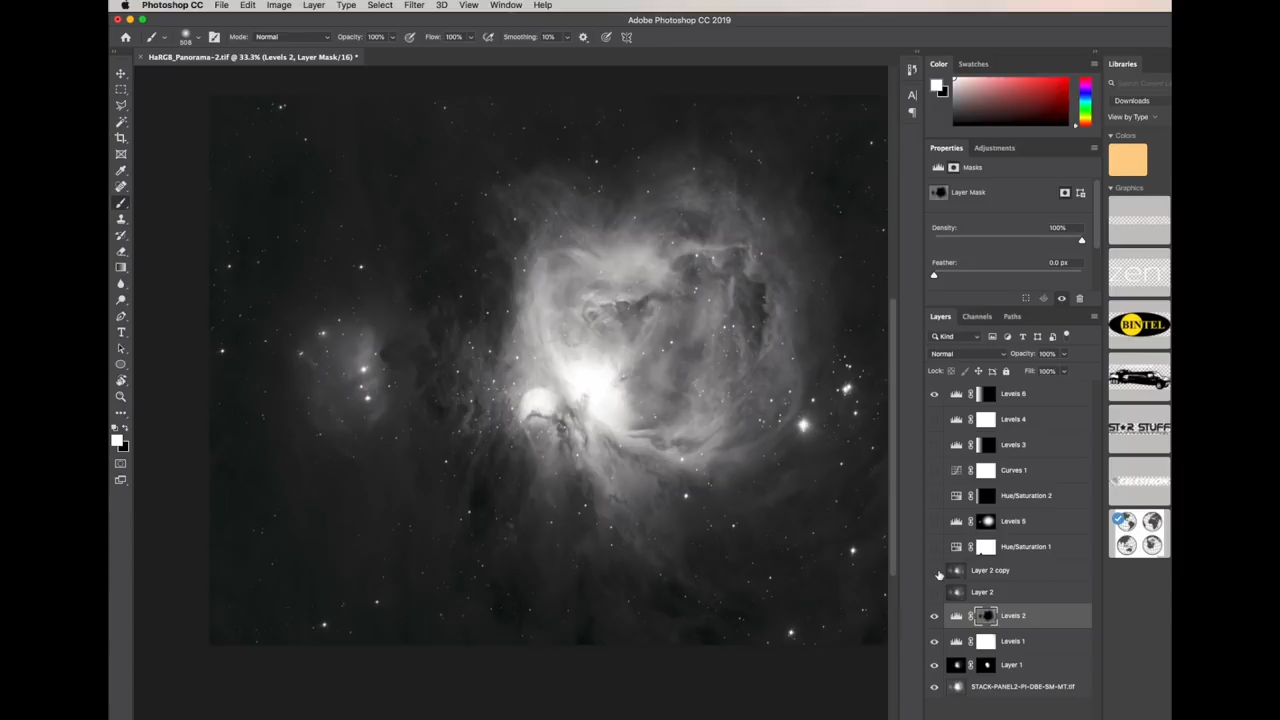 Photoshop CC File Edit Image Layer Type Select Filter 3D View Window Help
Adobe Photoshop CC 2019
508 Mode: Normal Opacity: 100% Flow: 100% Smoothing: 10%
HaRGB_Panorama-2.tif @ 33.3% (Levels 2, Layer Mask/16) *
Color Swatches
Properties Adjustments
Masks
Layer Mask
Density: 100%
Feather: 0.0 px
Layers Channels Paths
Kind
Normal Opacity: 100%
Lock: Fill: 100%
Levels 6
Levels 4
Levels 3
Curves 1
Hue/Saturation 2
Levels 5
Hue/Saturation 1
Layer 2 copy
Layer 2
Levels 2
Levels 1
Layer 1
STACK-PANEL2-PI-DBE-SM-MT.tif
Libraries
Search Current
Downloads
View by Type
Colors
Graphics
zen
BINTEL
STAR STUFF